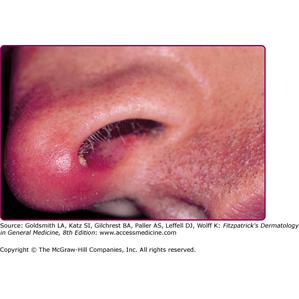 Source: Goldsmith LA, Katz SI, Gilchrest BA, Paller AS, Leffell DJ, Wolff K: Fitzpatrick's Dermatology
in General Medicine, 8th Edition: www.accessmedicine.com
Copyright © The McGraw-Hill Companies, Inc. All rights reserved.